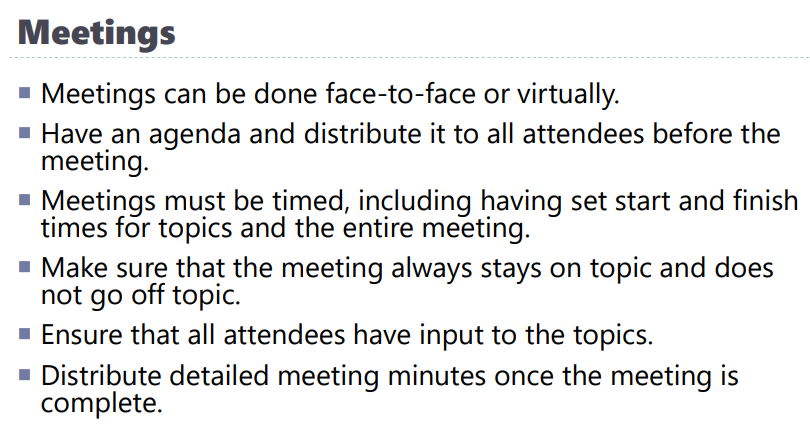 Meetings
Meetings can be done face-to-face or virtually.
Have an agenda and distribute it to all attendees before the
meeting.
Meetings must be timed, including having set start and finish
times for topics and the entire meeting.
Make sure that the meeting always stays on topic and does
not go off topic.
Ensure that all attendees have input to the topics.
Distribute detailed meeting minutes once the meeting is
complete.